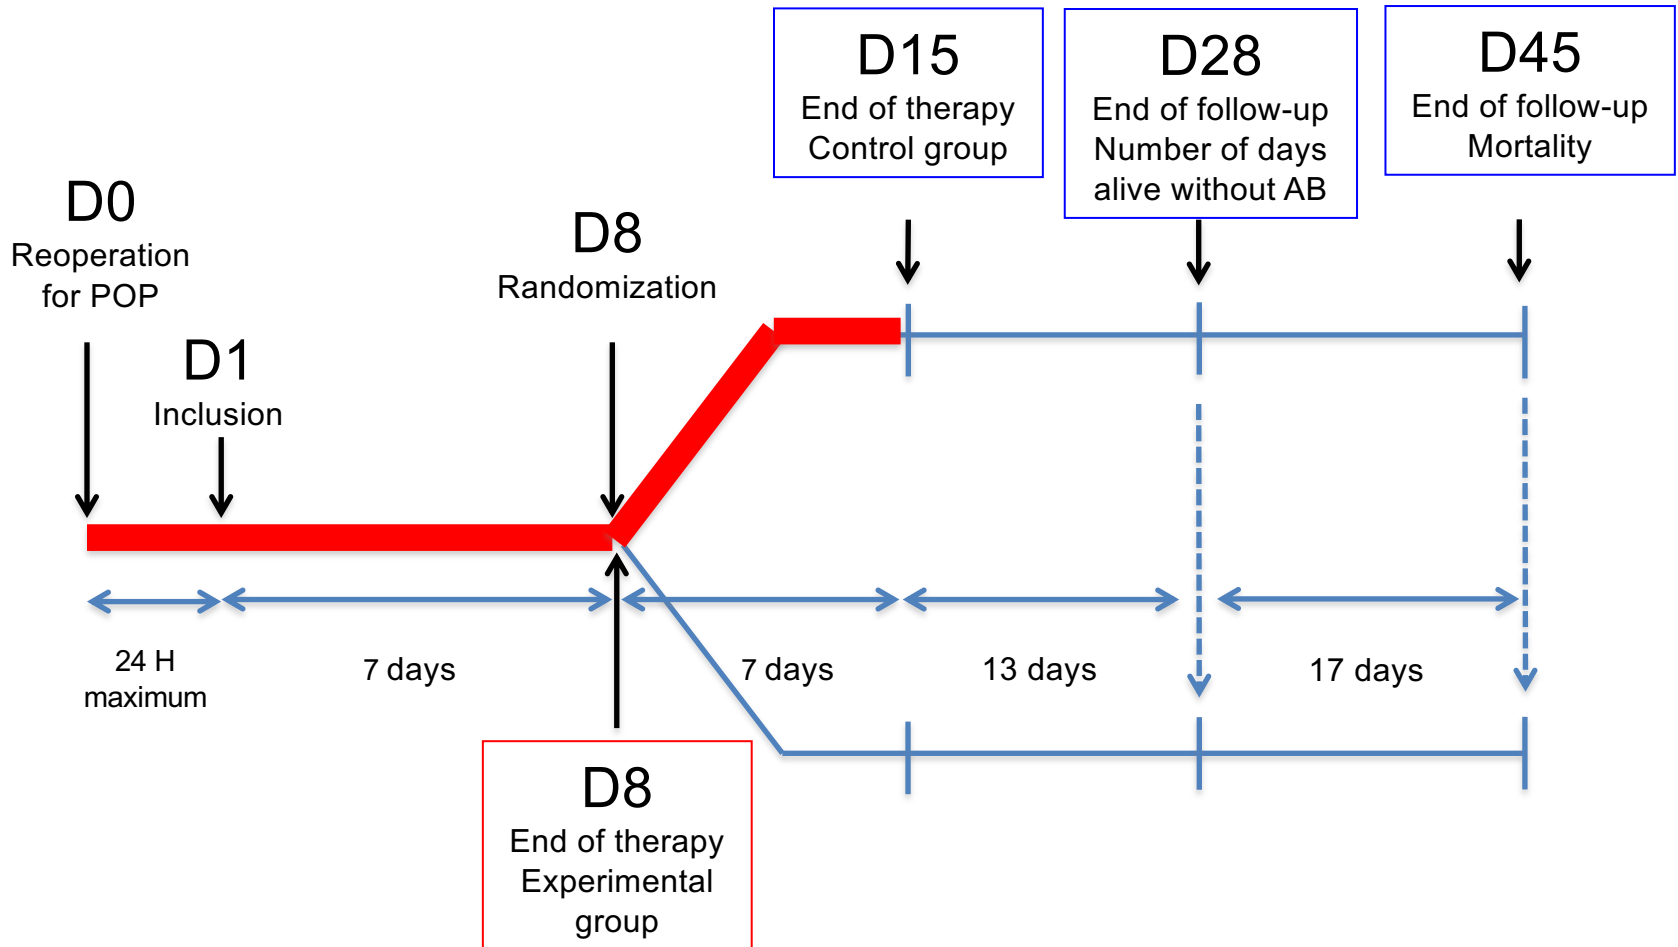 D0
Reoperation
for POP
D1
Inclusion
D8
Randomization
D15
End of therapy
Control group
D28
End of follow-up
Number of days
alive without AB
D45
End of follow-up
Mortality
24 H
maximum
7 days
7 days
13 days
17 days
D8
End of therapy
Experimental
group